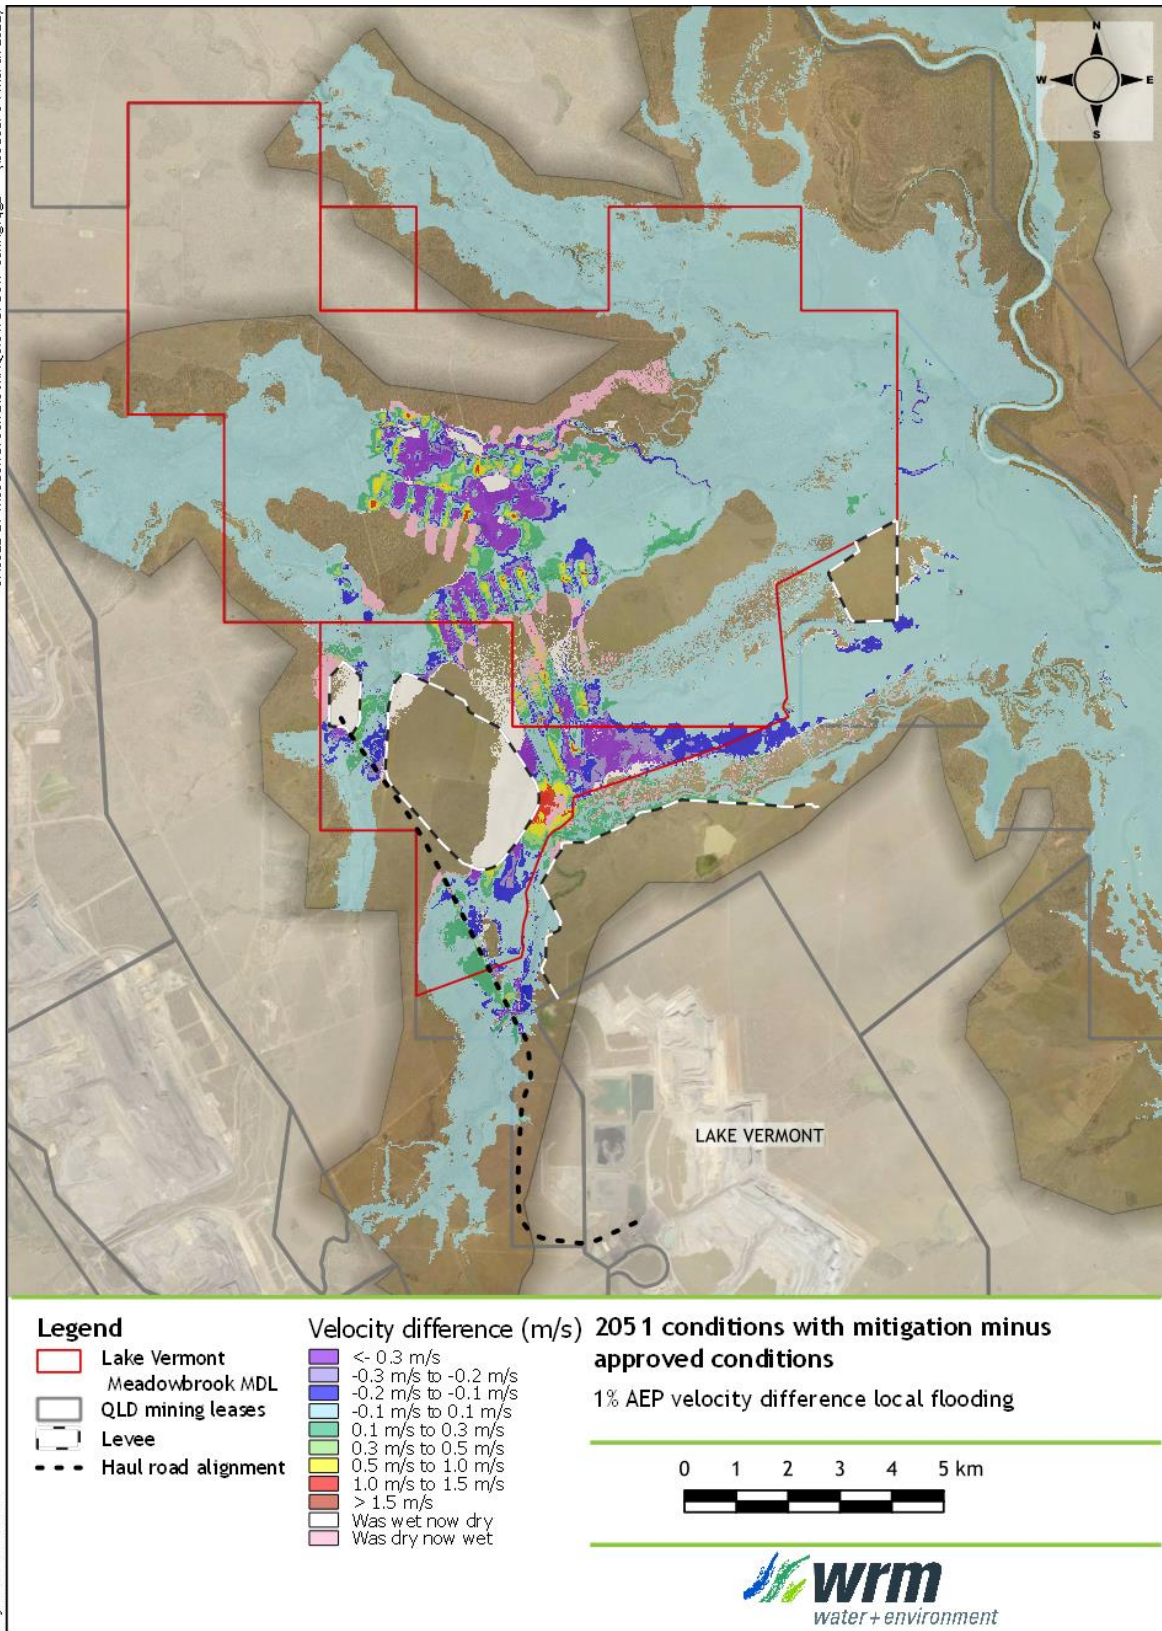 N
W
E
S
LAKE VERMONT
Legend
Lake Vermont
Meadowbrook MDL
QLD mining leases
Levee
Haul road alignment
Velocity difference (m/s)
<- 0.3 m/s
-0.3 m/s to -0.2 m/s
-0.2 m/s to -0.1 m/s
-0.1 m/s to 0.1 m/s
0.1 m/s to 0.3 m/s
0.3 m/s to 0.5 m/s
0.5 m/s to 1.0 m/s
1.0 m/s to 1.5 m/s
> 1.5 m/s
Was wet now dry
Was dry now wet
2051 conditions with mitigation minus
approved conditions
1% AEP velocity difference local flooding
0 1 2 3 4 5 km
wrm
water + environment